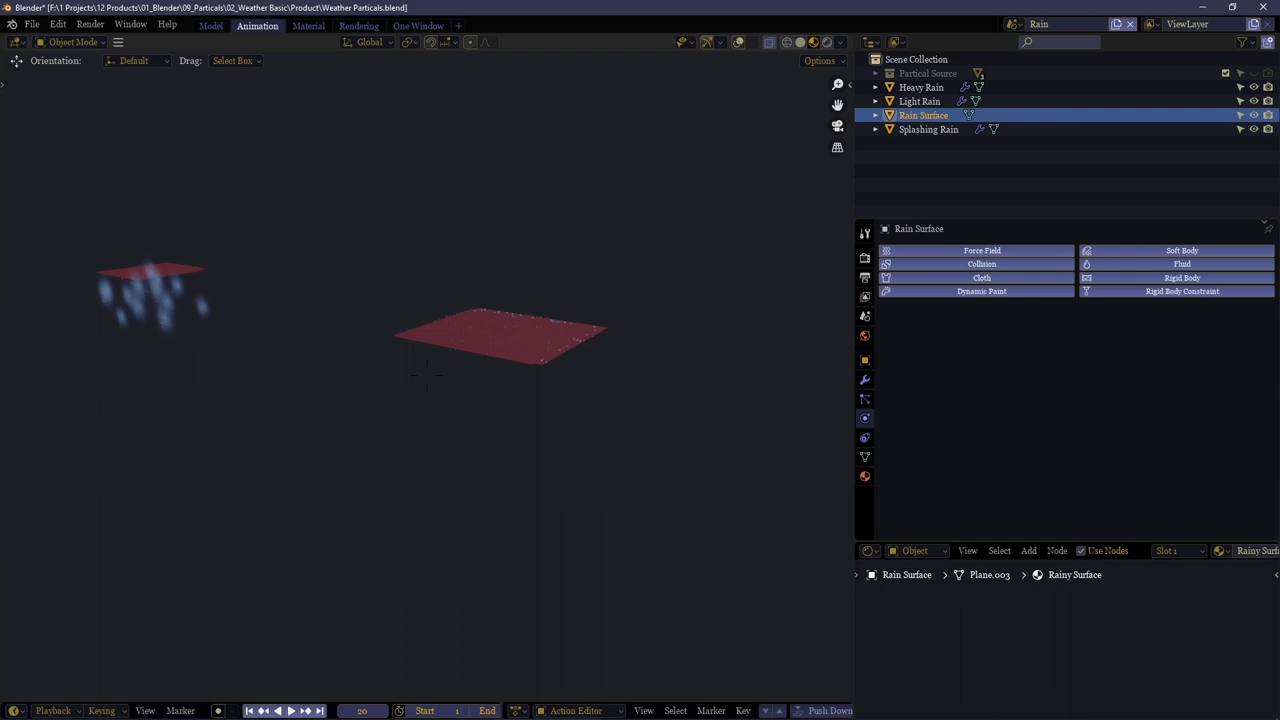 Blender* [F:\1 Projects\12 Products\01_Blender\09_Particals\02_Weather Basic\Product\Weather Particals.blend]
File Edit Render Window Help Model Animation Material Rendering One Window + Rain ViewLayer
Object Mode Global Options
Orientation: Default Drag: Select Box
Scene Collection
Partical Source 3
Heavy Rain
Light Rain
Rain Surface
Splashing Rain
Rain Surface
Force Field Soft Body
Collision Fluid
Cloth Rigid Body
Dynamic Paint Rigid Body Constraint
Object View Select Add Node Use Nodes Slot 1 Rainy Surf
Rain Surface > Plane.003 > Rainy Surface
Playback Keying View Marker 20 Start 1 End Action Editor View Select Marker Key Push Down